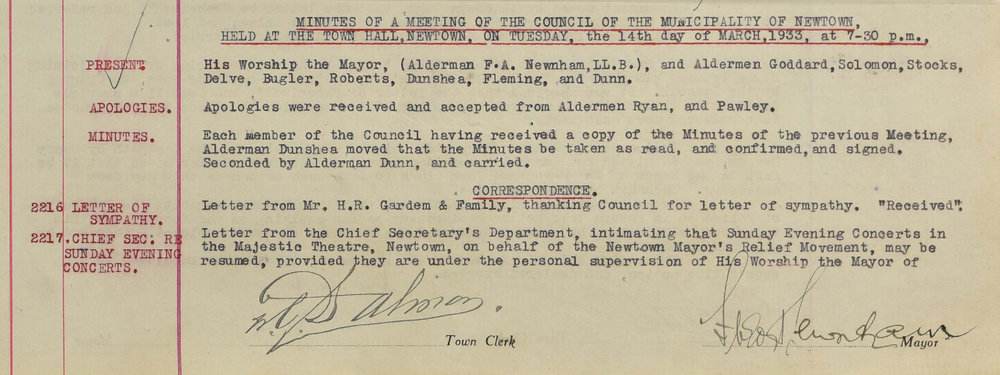 MINUTES OF A MEETING OF THE COUNCIL OF THE MUNICIPALITY OF NEWTOWN,
HELD AT THE TOWN HALL,NEWTOWN, ON TUESDAY, the 14th day of MARCH,1933, at 7-30 p.m.,
PRESENT.
His Worship the Mayor, (Alderman F.A. Newnham,LL.B.), and Aldermen Goddard,Solomon,Stocks,
Delve, Bugler, Roberts, Dunshea, Fleming, and Dunn.
APOLOGIES.
Apologies were received and accepted from Aldermen Ryan, and Pawley.
MINUTES.
Each member of the Council having received a copy of the Minutes of the previous Meeting,
Alderman Dunshea moved that the Minutes be taken as read, and confirmed,and signed.
Seconded by Alderman Dunn, and carried.
CORRESPONDENCE.
2216 LETTER OF
SYMPATHY.
Letter from Mr. H.R. Gardem & Family, thanking Council for letter of sympathy. "Received".
2217.CHIEF SEC: RE
SUNDAY EVENING
CONCERTS.
Letter from the Chief Secretary's Department, intimating that Sunday Evening Concerts in
the Majestic Theatre, Newtown, on behalf of the Newtown Mayor's Relief Movement, may be
resumed, provided they are under the personal supervision of His Worship the Mayor of
Town Clerk
Mayor